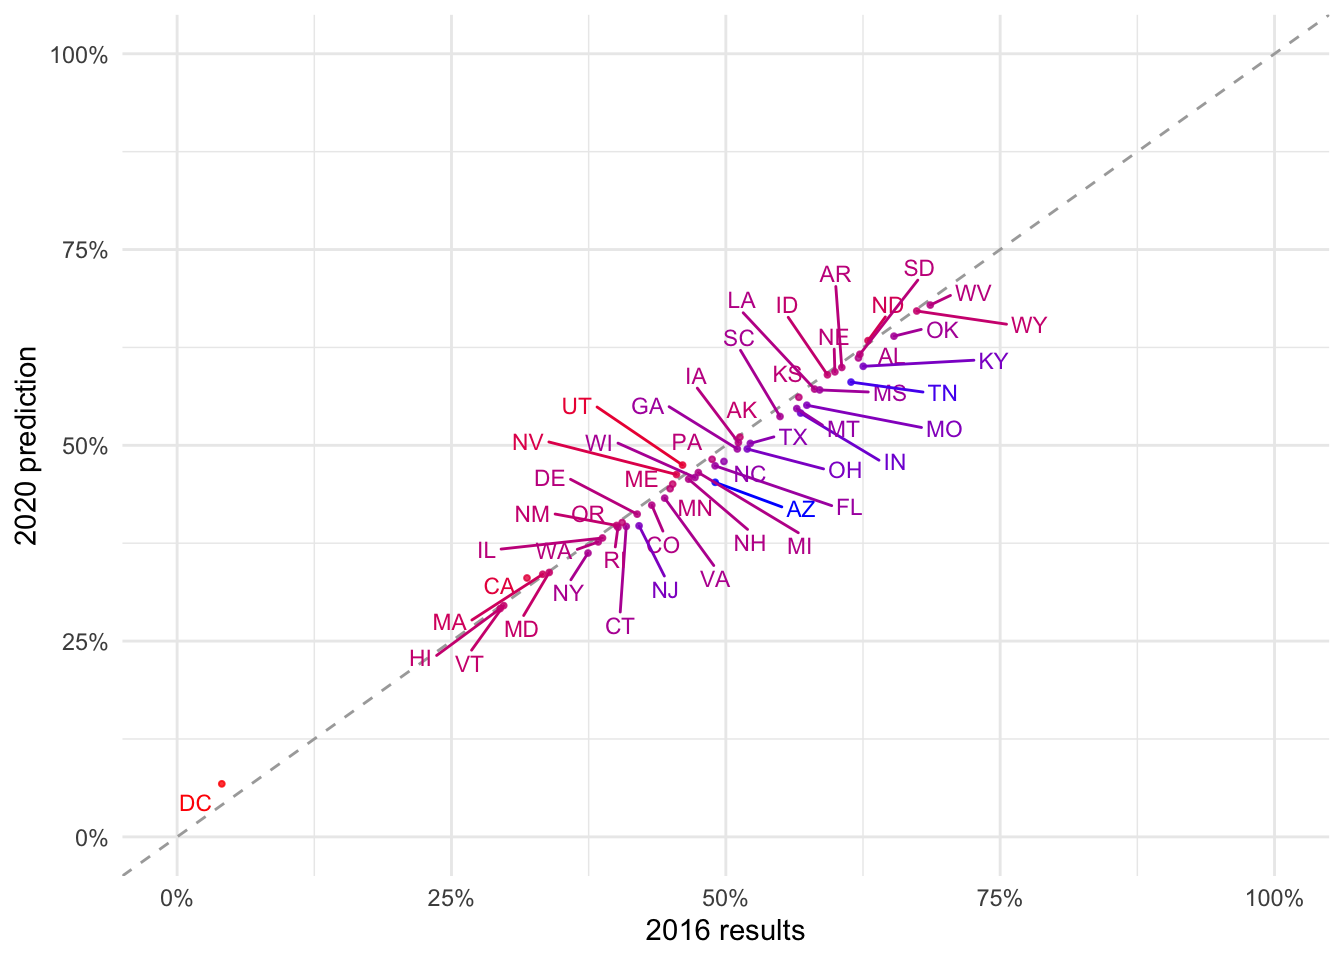 100%
75%
50%
25%
0%
0%
25%
50%
75%
100%
2016 results
2020 prediction
SD
AR
WV
LA
ID
ND
WY
SC
NE
OK
AL
KY
IA
KS
TN
MS
UT
GA
AK
MO
MT
NV
WI
PA
TX
IN
OH
NC
DE
ME
FL
AZ
MN
NM
OR
NH
MI
IL
WA
RI
CO
VA
CA
NY
NJ
MA
MD
CT
HI
VT
DC